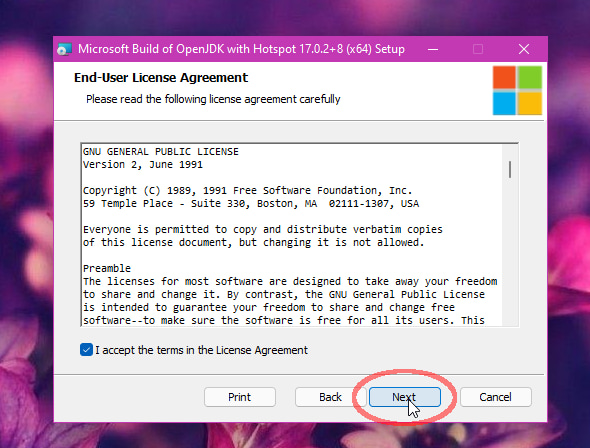 Microsoft Build of OpenJDK with Hotspot 17.0.2+8 (x64) Setup
End-User License Agreement
Please read the following license agreement carefully
GNU GENERAL PUBLIC LICENSE
Version 2, June 1991
Copyright (C) 1989, 1991 Free Software Foundation, Inc.
59 Temple Place - Suite 330, Boston, MA  02111-1307, USA
Everyone is permitted to copy and distribute verbatim copies
of this license document, but changing it is not allowed.
Preamble
The licenses for most software are designed to take away your freedom
to share and change it. By contrast, the GNU General Public License
is intended to guarantee your freedom to share and change free
software--to make sure the software is free for all its users. This
I accept the terms in the License Agreement
Print Back Next Cancel